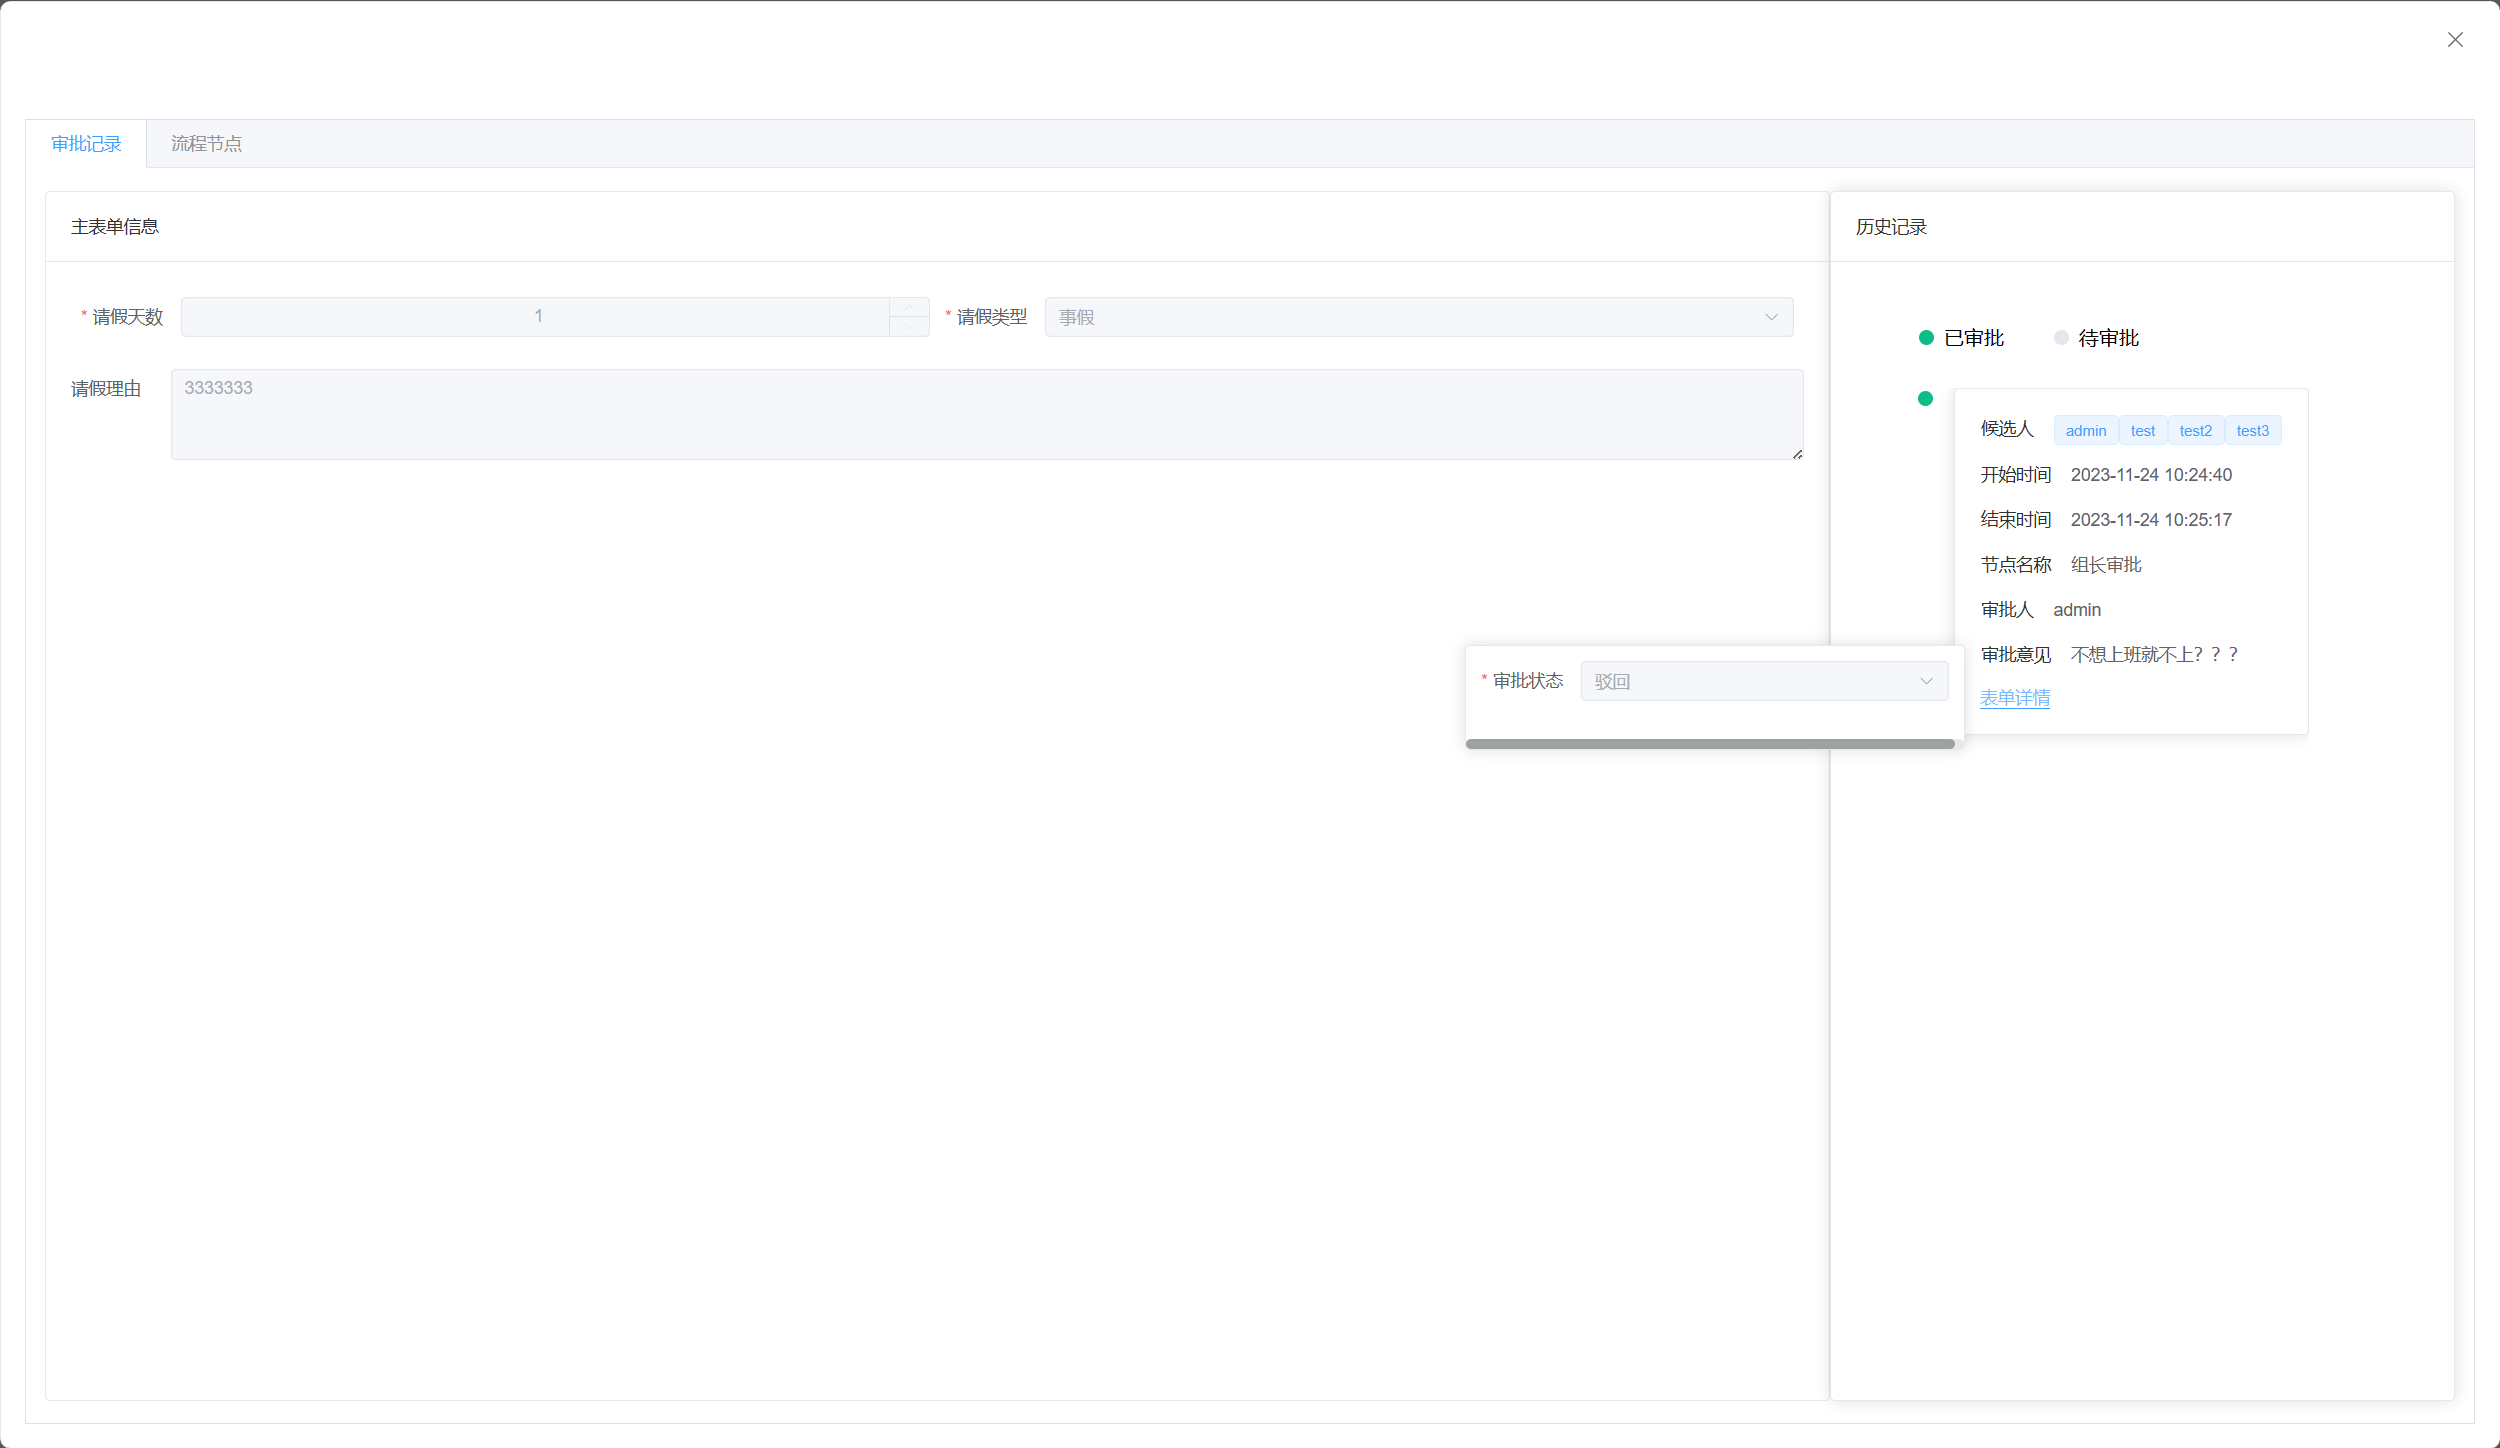 审批记录 流程节点
主表单信息
* 请假天数 1 * 请假类型 事假
请假理由 3333333
* 审批状态 驳回
历史记录
已审批 待审批
候选人 admin test test2 test3
开始时间 2023-11-24 10:24:40
结束时间 2023-11-24 10:25:17
节点名称 组长审批
审批人 admin
审批意见 不想上班就不上？？？
表单详情